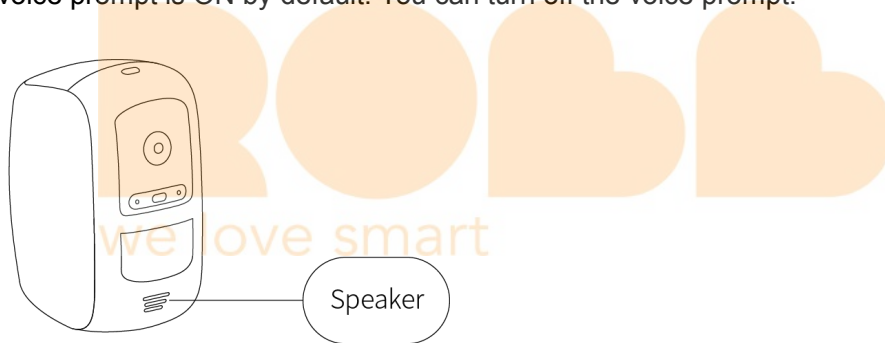 voice prompt is ON by default. You can turn off the voice prompt.
ROBB
we love smart
Speaker